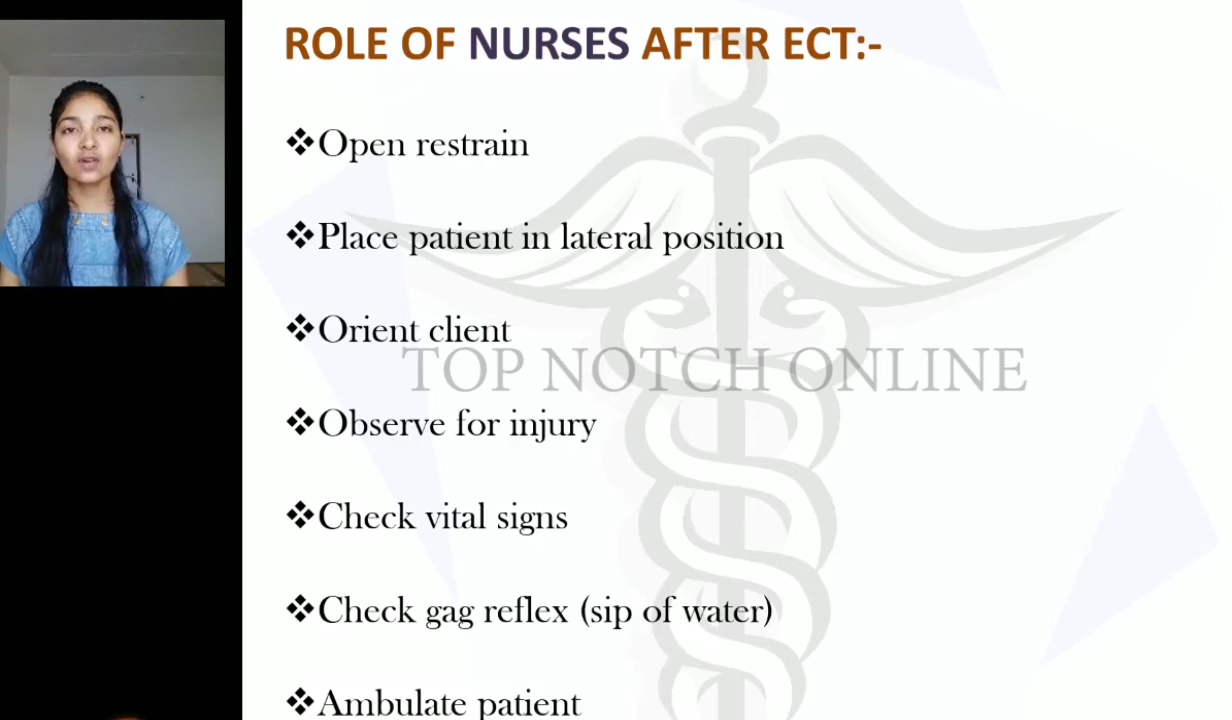 ROLE OF NURSES AFTER ECT:-
❖Open restrain
❖Place patient in lateral position
❖Orient client
TOP NOTCH ONLINE
❖Observe for injury
❖Check vital signs
❖Check gag reflex (sip of water)
❖Ambulate patient